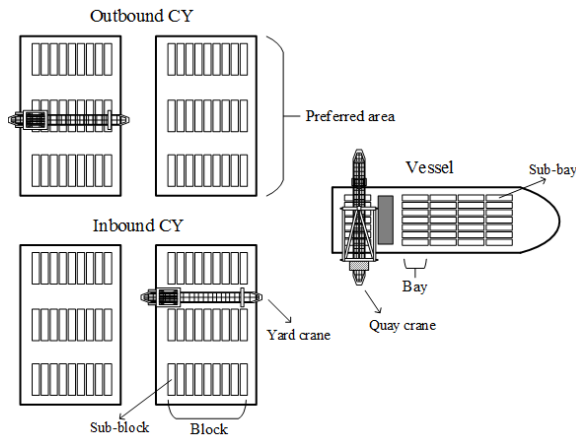 Outbound CY
Preferred area
Vessel
Sub-bay
Inbound CY
Bay
Yard crane
Quay crane
Sub-block
Block